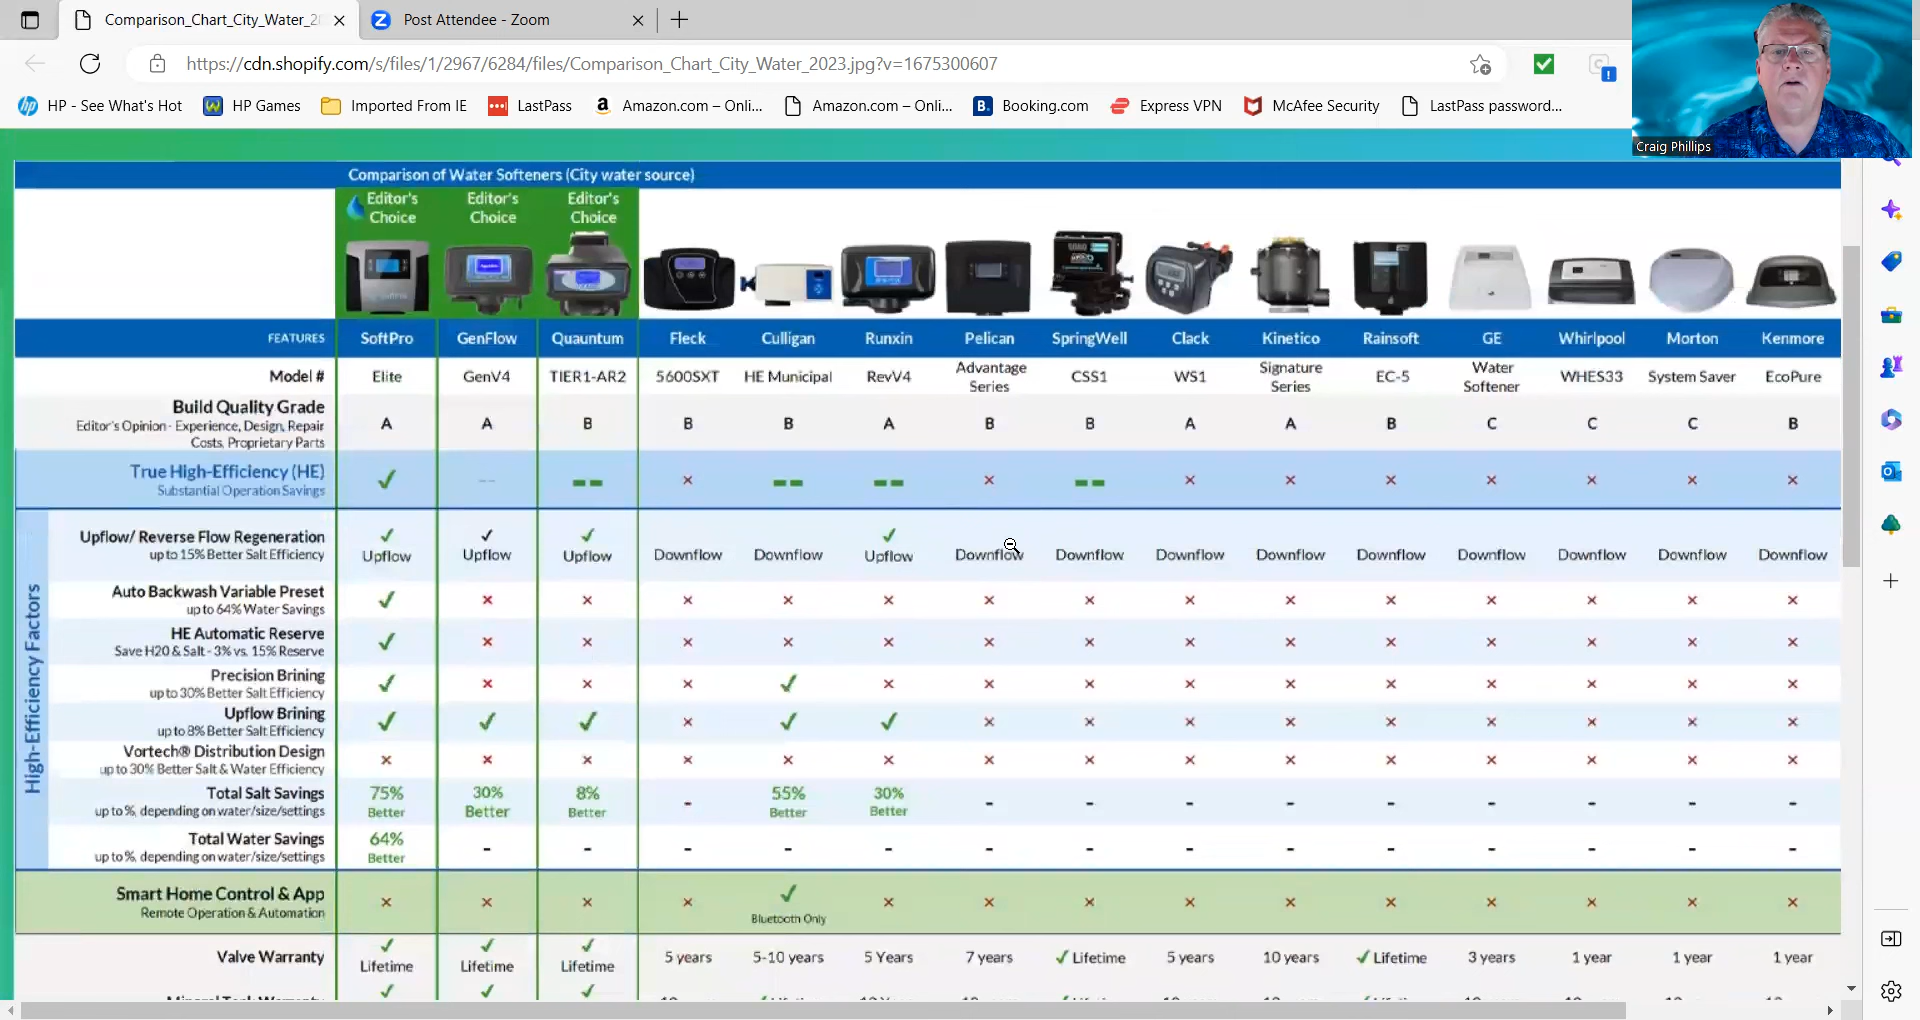 Comparison_Chart_City_Water_20
Post Attendee - Zoom
https://cdn.shopify.com/s/files/1/2967/6284/files/Comparison_Chart_City_Water_2023.jpg?v=1675300607
HP - See What's Hot
HP Games
Imported From IE
LastPass
Amazon.com – Onli...
Amazon.com – Onli...
Booking.com
Express VPN
McAfee Security
LastPass password...
Craig Phillips
Comparison of Water Softeners (City water source)
Editor's Choice Editor's Choice Editor's Choice
FEATURES SoftPro GenFlow Quauntum Fleck Culligan Runxin Pelican SpringWell Clack Kinetico Rainsoft GE Whirlpool Morton Kenmore
Model # Elite GenV4 TIER1-AR2 5600SXT HE Municipal RevV4 Advantage Series CSS1 WS1 Signature Series EC-5 Water Softener WHES33 System Saver EcoPure
Build Quality Grade
Editor's Opinion - Experience, Design, Repair
Costs, Proprietary Parts
A A B B B A B B A A B C C C B
True High-Efficiency (HE)
Substantial Operation Savings
✓ -- -- × -- -- × -- × × × × × × ×
High-Efficiency Factors
Upflow/ Reverse Flow Regeneration
up to 15% Better Salt Efficiency
✓ Upflow ✓ Upflow ✓ Upflow Downflow Downflow ✓ Upflow Downflow Downflow Downflow Downflow Downflow Downflow Downflow Downflow Downflow
Auto Backwash Variable Preset
up to 64% Water Savings
✓ × × × × × × × × × × × × × ×
HE Automatic Reserve
Save H20 & Salt - 3% vs. 15% Reserve
✓ × × × × × × × × × × × × × ×
Precision Brining
up to 30% Better Salt Efficiency
✓ × × × ✓ × × × × × × × × × ×
Upflow Brining
up to 8% Better Salt Efficiency
✓ ✓ ✓ × ✓ ✓ × × × × × × × × ×
Vortech® Distribution Design
up to 30% Better Salt & Water Efficiency
× × × × × × × × × × × × × × ×
Total Salt Savings
up to %, depending on water/size/settings
75% Better 30% Better 8% Better - 55% Better 30% Better - - - - - - - - -
Total Water Savings
up to %, depending on water/size/settings
64% Better - - - - - - - - - - - - - -
Smart Home Control & App
Remote Operation & Automation
× × × × ✓ Bluetooth Only × × × × × × × × × ×
Valve Warranty ✓ Lifetime ✓ Lifetime ✓ Lifetime 5 years 5-10 years 5 Years 7 years ✓ Lifetime 5 years 10 years ✓ Lifetime 3 years 1 year 1 year 1 year